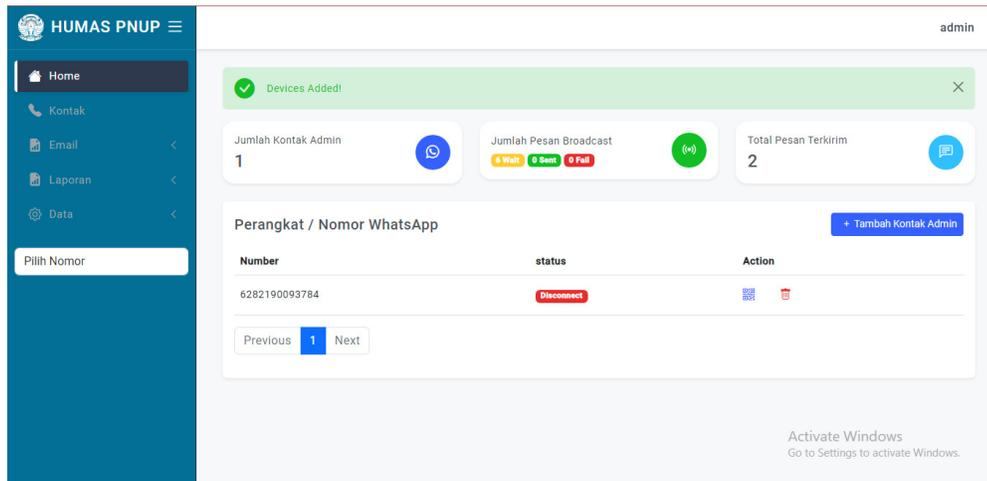 HUMAS PNUP
admin
Home
Kontak
Email
Laporan
Data
Pilih Nomor
Devices Added!
Jumlah Kontak Admin
1
Jumlah Pesan Broadcast
6 Wait 0 Sent 0 Fail
Total Pesan Terkirim
2
Perangkat / Nomor WhatsApp
+ Tambah Kontak Admin
Number status Action
6282190093784 Disconnect
Previous 1 Next
Activate Windows
Go to Settings to activate Windows.